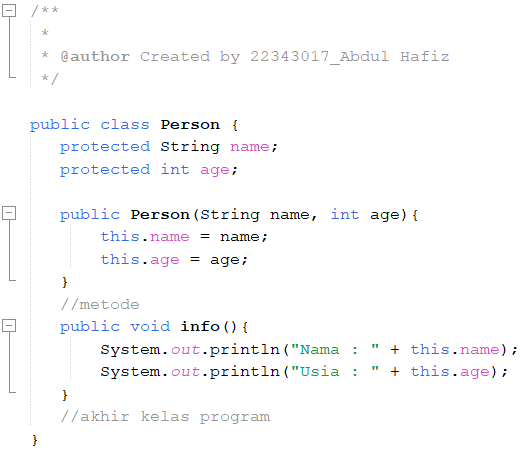 /**
 *
 * @author Created by 22343017_Abdul Hafiz
 */
public class Person {
   protected String name;
   protected int age;
   public Person(String name, int age){
       this.name = name;
       this.age = age;
   }
   //metode
   public void info(){
       System.out.println("Nama : " + this.name);
       System.out.println("Usia : " + this.age);
   }
   //akhir kelas program
}